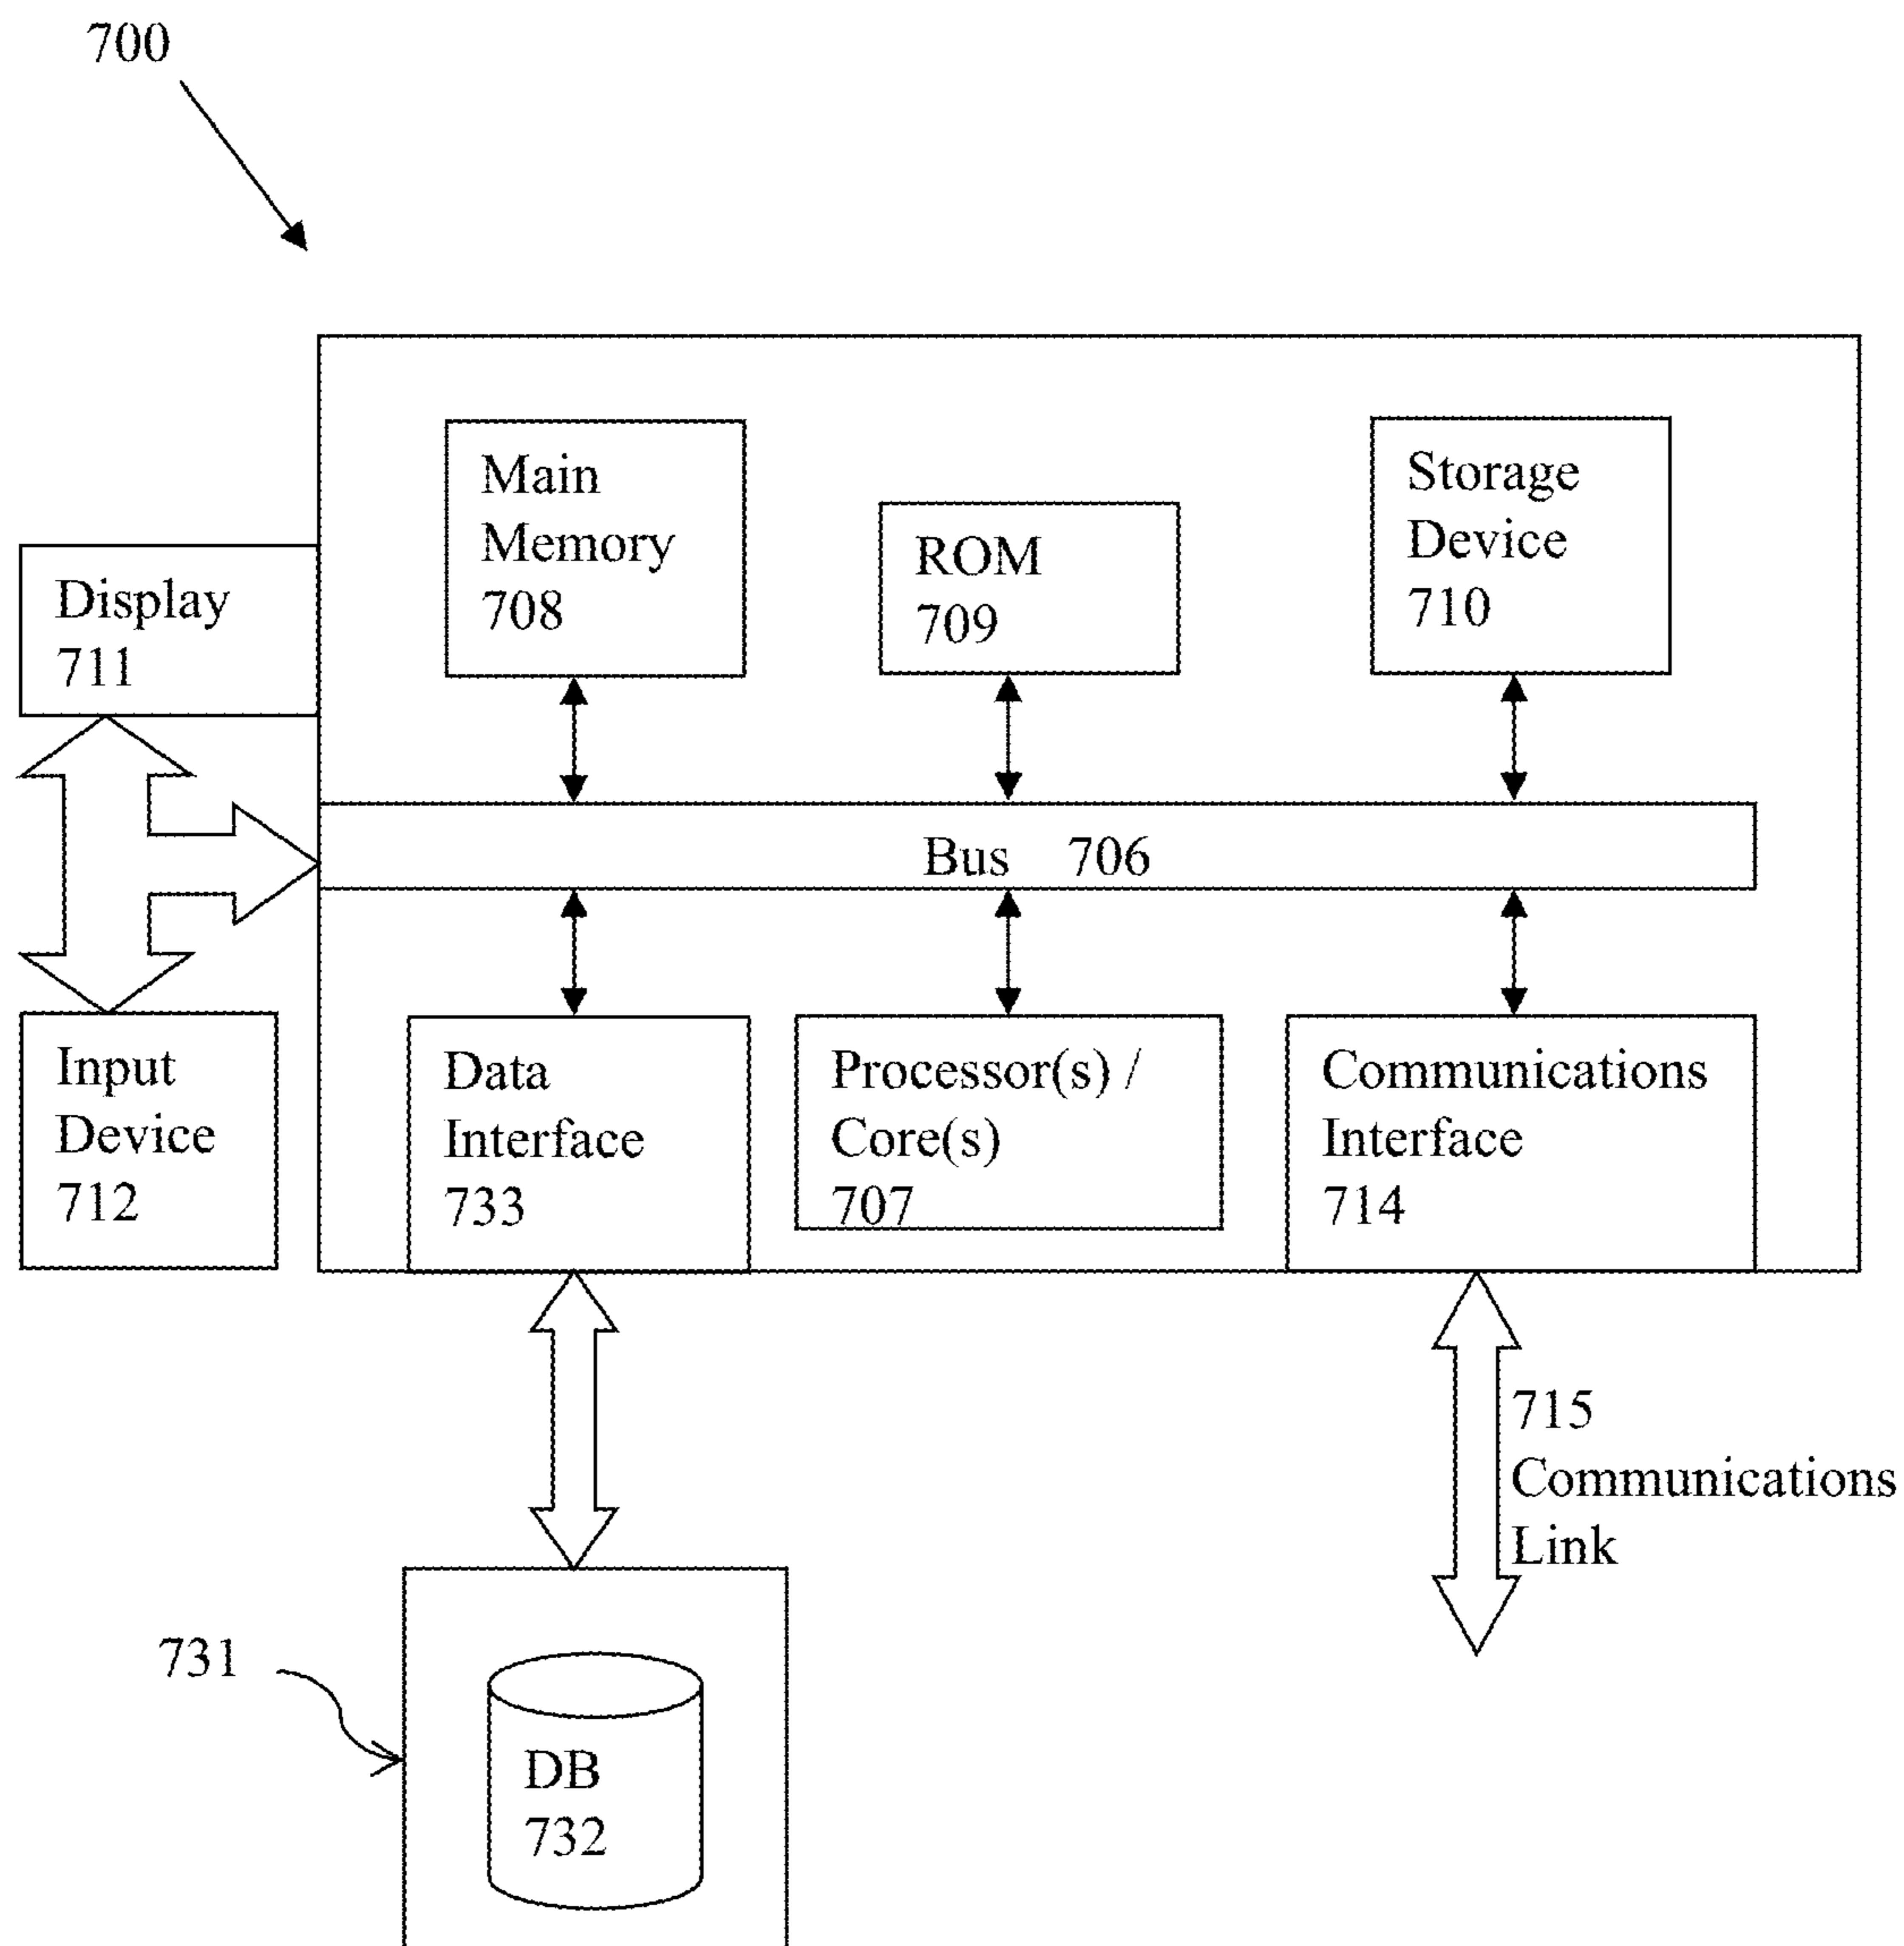 700
Main
Memory
708
ROM
709
Storage
Device
710
Display
711
Bus 706
Input
Device
712
Data
Interface
733
Processor(s) /
Core(s)
707
Communications
Interface
714
715
Communications
Link
731
DB
732